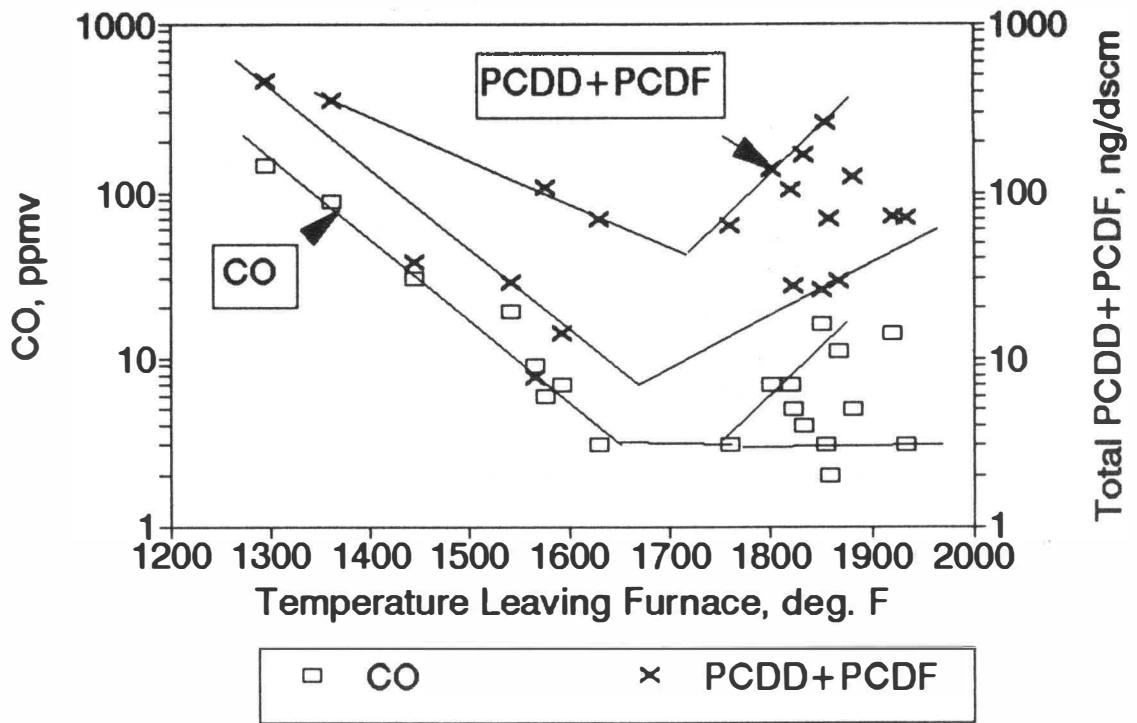 1000
100
10
1
CO, ppmv
PCDD+PCDF
CO
1000
100
10
1
Total PCDD+PCDF, ng/dscm
1200 1300 1400 1500 1600 1700 1800 1900 2000
Temperature Leaving Furnace, deg. F
CO PCDD+PCDF